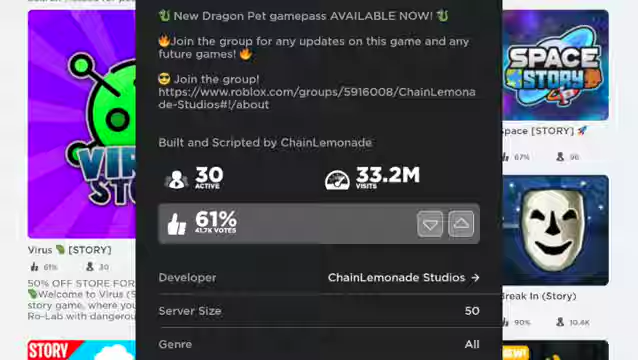 🐉 New Dragon Pet gamepass AVAILABLE NOW! 🐉
🔥Join the group for any updates on this game and any
future games! 🔥
😎 Join the group!
https://www.roblox.com/groups/5916008/ChainLemona
de-Studios#!/about
Built and Scripted by ChainLemonade
30
ACTIVE
33.2M
VISITS
61%
41.7K VOTES
Developer
ChainLemonade Studios →
Server Size
50
Genre
All
Virus 🦠 [STORY]
61%
30
50% OFF STORE FOR
Welcome to Virus (S
story game, where you
Ro-Lab with dangerou
STORY
SPACE
STORY
Space [STORY] 🚀
67%
96
Break In (Story)
90%
10.4K